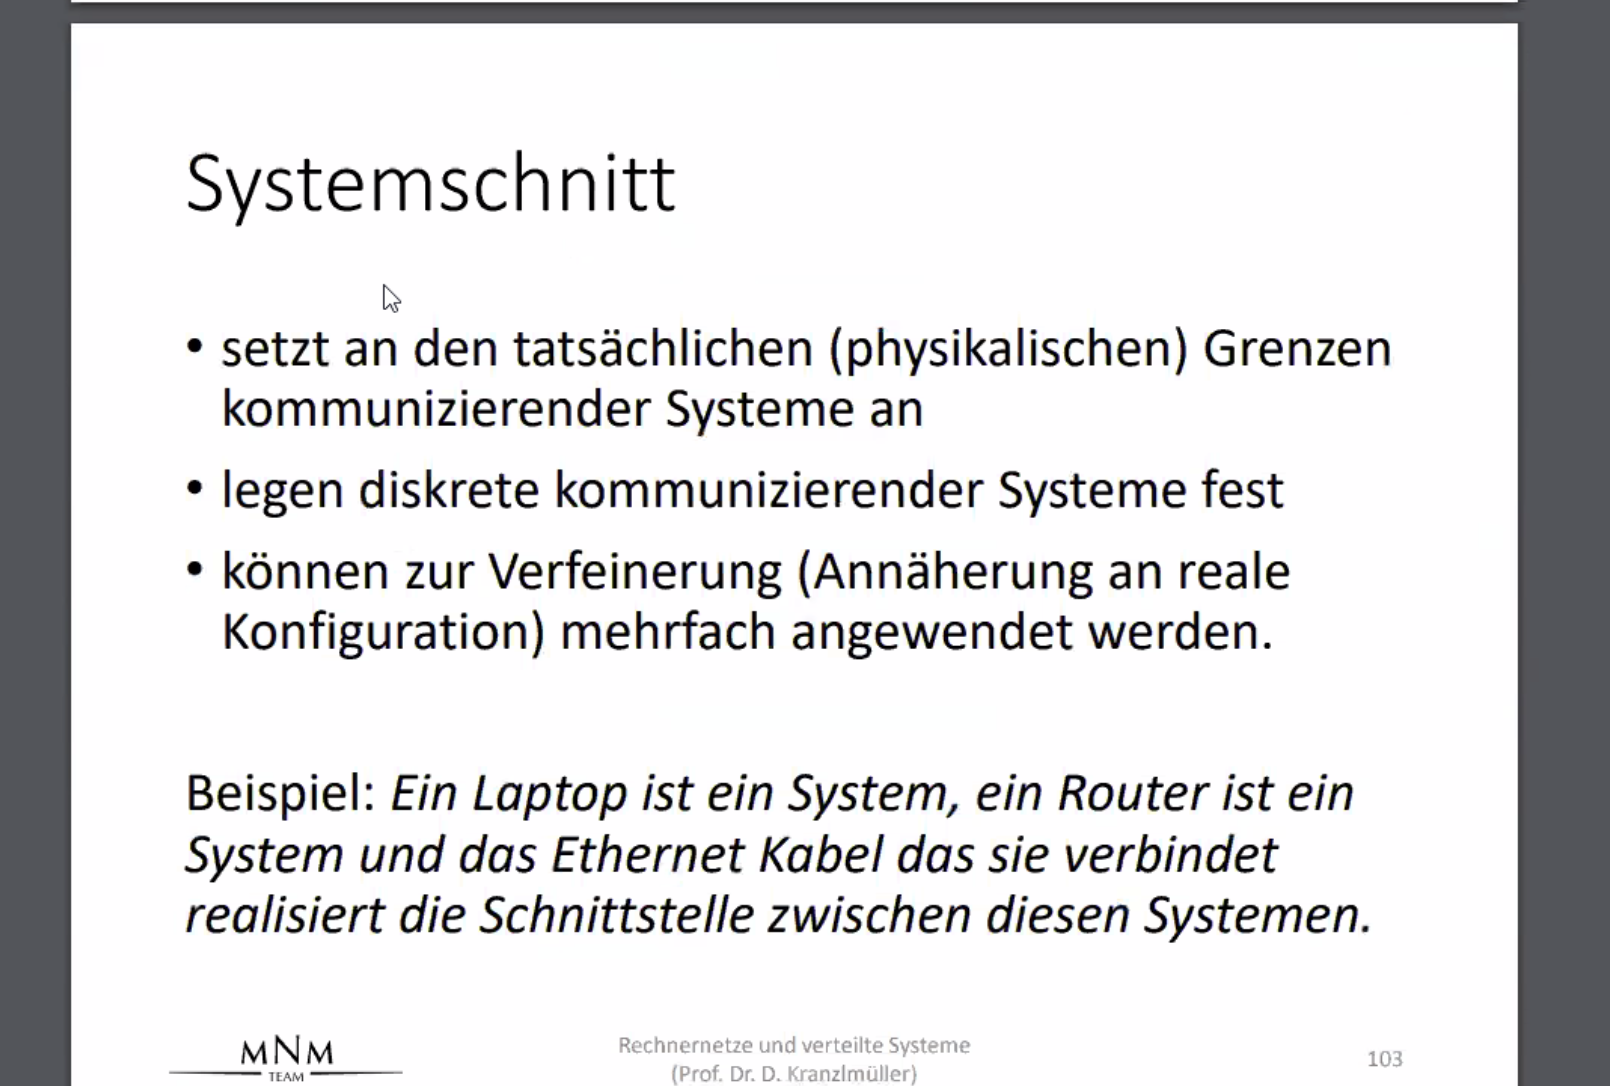 Systemschnitt
• setzt an den tatsächlichen (physikalischen) Grenzen
kommunizierender Systeme an
• legen diskrete kommunizierender Systeme fest
• können zur Verfeinerung (Annäherung an reale
Konfiguration) mehrfach angewendet werden.
Beispiel: Ein Laptop ist ein System, ein Router ist ein
System und das Ethernet Kabel das sie verbindet
realisiert die Schnittstelle zwischen diesen Systemen.
MNM
TEAM
Rechnernetze und verteilte Systeme
(Prof. Dr. D. Kranzlmüller)
103